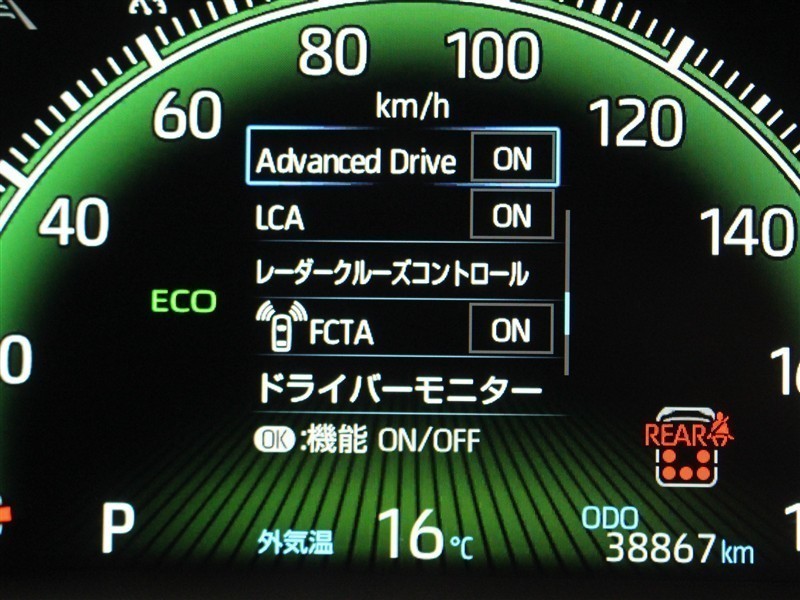 80 100
km/h
60 120
Advanced Drive ON
40 LCA ON 140
レーダークルーズコントロール
ECO
FCTA ON
ドライバーモニター
OK:機能 ON/OFF
REAR
P 外気温 16℃
ODO
38867km